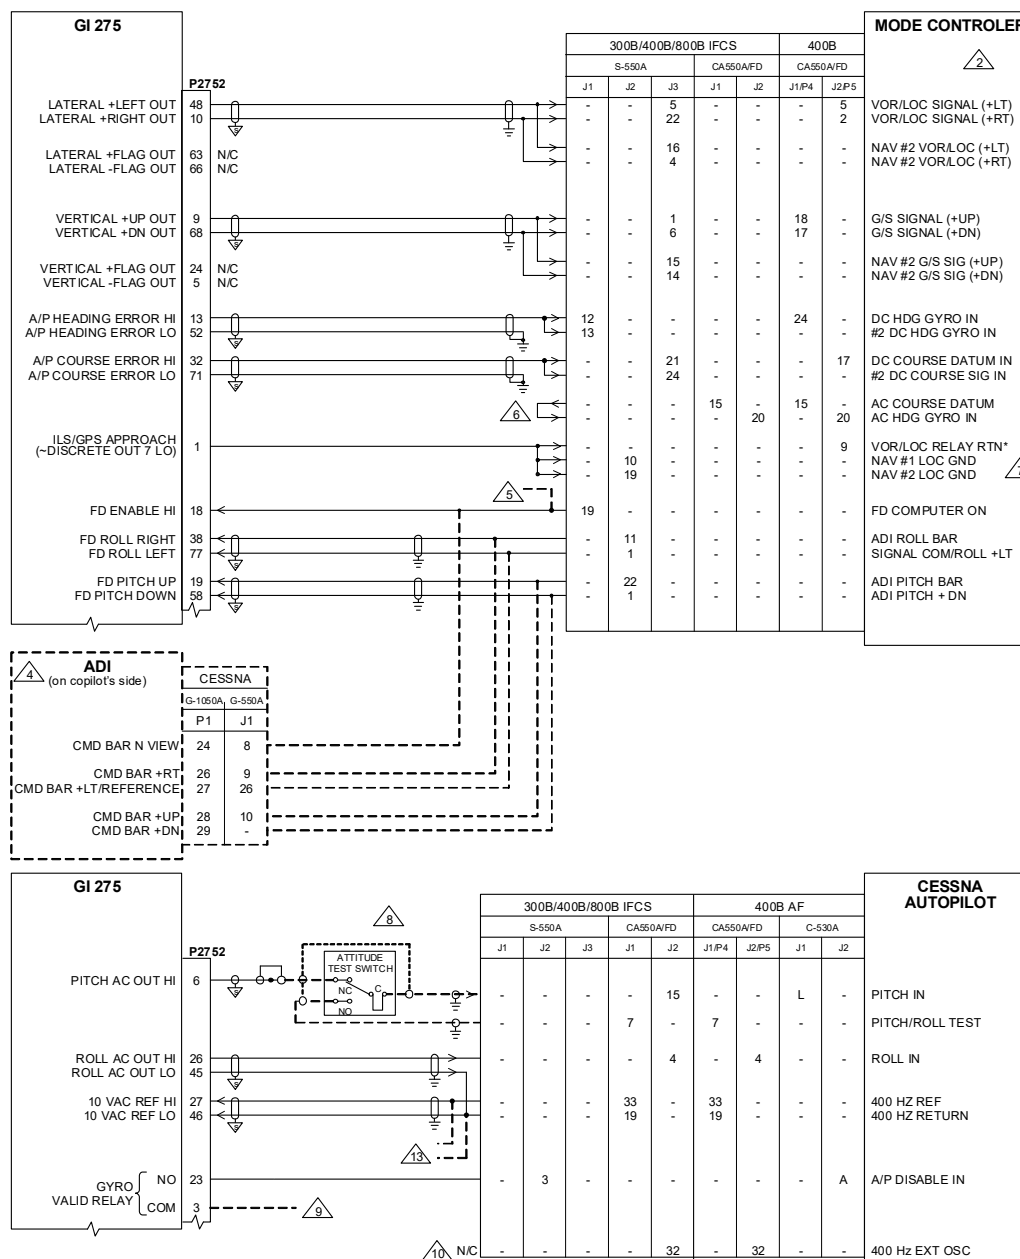 GI 275
MODE CONTROLER
2
300B/400B/800B IFCS 400B
S-550A CA550A/FD CA550A/FD
P2752
J1 J2 J3 J1 J2 J1/P4 J2/P5
LATERAL +LEFT OUT 48 - - 5 - - - 5 VOR/LOC SIGNAL (+LT)
LATERAL +RIGHT OUT 10 - - 22 - - - 2 VOR/LOC SIGNAL (+RT)
S
- - 16 - - - - NAV #2 VOR/LOC (+LT)
LATERAL +FLAG OUT 63 N/C
- - 4 - - - - NAV #2 VOR/LOC (+RT)
LATERAL -FLAG OUT 66 N/C
VERTICAL +UP OUT 9 - - 1 - - 18 - G/S SIGNAL (+UP)
VERTICAL +DN OUT 68 - - 6 - - 17 - G/S SIGNAL (+DN)
S
- - 15 - - - - NAV #2 G/S SIG (+UP)
VERTICAL +FLAG OUT 24 N/C
- - 14 - - - - NAV #2 G/S SIG (+DN)
VERTICAL -FLAG OUT 5 N/C
A/P HEADING ERROR HI 13 12 - - - - 24 - DC HDG GYRO IN
A/P HEADING ERROR LO 52 13 - - - - - - #2 DC HDG GYRO IN
S
A/P COURSE ERROR HI 32 - - 21 - - - 17 DC COURSE DATUM IN
A/P COURSE ERROR LO 71 - - 24 - - - - #2 DC COURSE SIG IN
S
6 - - - 15 - 15 - AC COURSE DATUM
- - - - 20 - 20 AC HDG GYRO IN
ILS/GPS APPROACH
(~DISCRETE OUT 7 LO) 1 - - - - - - 9 VOR/LOC RELAY RTN*
- 10 - - - - - NAV #1 LOC GND
- 19 - - - - - NAV #2 LOC GND 7
5
FD ENABLE HI 18 19 - - - - - - FD COMPUTER ON
FD ROLL RIGHT 38 - 11 - - - - - ADI ROLL BAR
FD ROLL LEFT 77 - 1 - - - - - SIGNAL COM/ROLL +LT
S
FD PITCH UP 19 - 22 - - - - - ADI PITCH BAR
FD PITCH DOWN 58 - 1 - - - - - ADI PITCH + DN
S
4 ADI
(on copilot's side)
CESSNA
G-1050A G-550A
P1 J1
CMD BAR N VIEW 24 8
CMD BAR +RT 26 9
CMD BAR +LT/REFERENCE 27 26
CMD BAR +UP 28 10
CMD BAR +DN 29 -
GI 275
CESSNA
AUTOPILOT
8
300B/400B/800B IFCS 400B AF
S-550A CA550A/FD CA550A/FD C-530A
P2752
J1 J2 J3 J1 J2 J1/P4 J2/P5 J1 J2
ATTITUDE
TEST SWITCH
NC C
NO
PITCH AC OUT HI 6
S
- - - - 15 - - L - PITCH IN
- - - 7 - 7 - - - PITCH/ROLL TEST
ROLL AC OUT HI 26 - - - - 4 - 4 - - ROLL IN
ROLL AC OUT LO 45
S
10 VAC REF HI 27 - - - 33 - 33 - - - 400 HZ REF
10 VAC REF LO 46 - - - 19 - 19 - - - 400 HZ RETURN
S
13
GYRO
VALID RELAY
NO 23 - 3 - - - - - - A A/P DISABLE IN
COM 3
9
10 N/C - - - - 32 - 32 - - 400 Hz EXT OSC